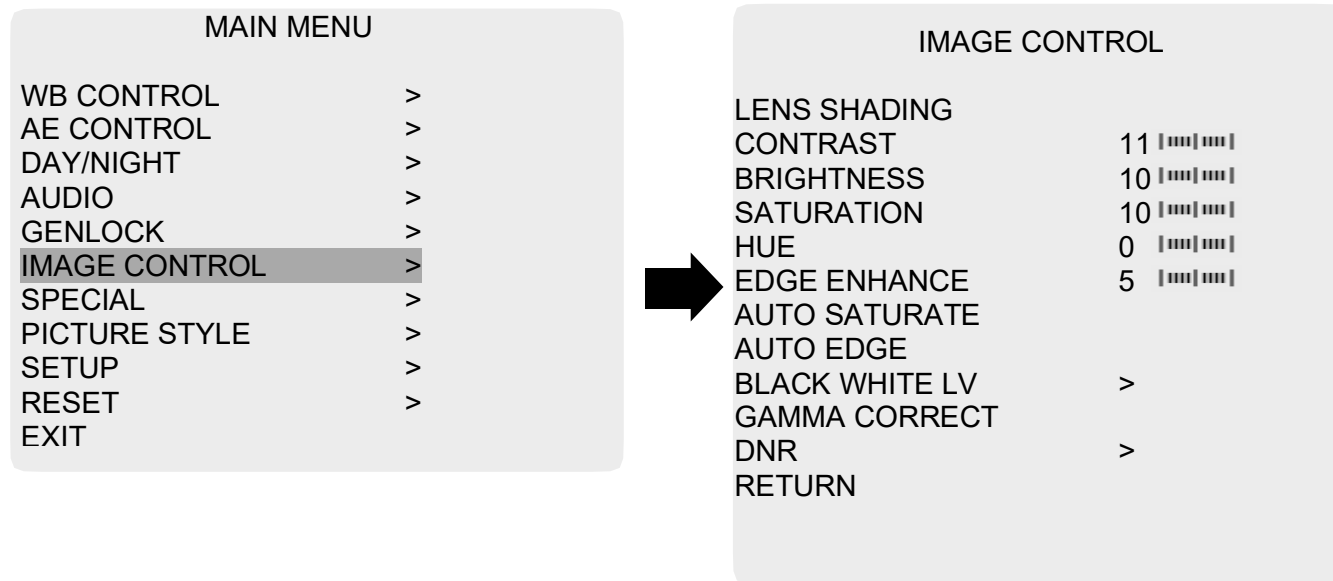 MAIN MENU
WB CONTROL >
AE CONTROL >
DAY/NIGHT >
AUDIO >
GENLOCK >
IMAGE CONTROL >
SPECIAL >
PICTURE STYLE >
SETUP >
RESET >
EXIT
IMAGE CONTROL
LENS SHADING
CONTRAST 11
BRIGHTNESS 10
SATURATION 10
HUE 0
EDGE ENHANCE 5
AUTO SATURATE
AUTO EDGE
BLACK WHITE LV >
GAMMA CORRECT
DNR >
RETURN